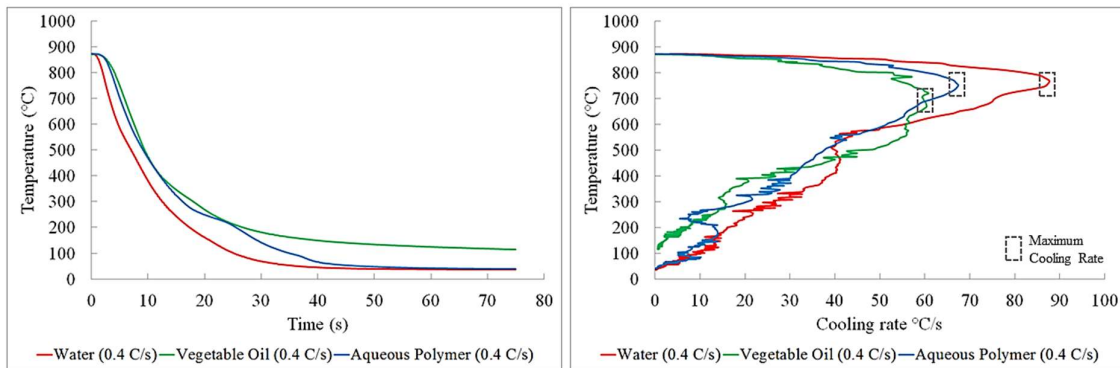 1000
900
800
700
600
500
400
300
200
100
0
Temperature (°C)
0 10 20 30 40 50 60 70 80
Time (s)
Water (0.4 C/s) Vegetable Oil (0.4 C/s) Aqueous Polymer (0.4 C/s)
1000
900
800
700
600
500
400
300
200
100
0
Temperature (°C)
Maximum
Cooling Rate
0 10 20 30 40 50 60 70 80 90 100
Cooling rate °C/s
Water (0.4 C/s) Vegetable Oil (0.4 C/s) Aqueous Polymer (0.4 C/s)